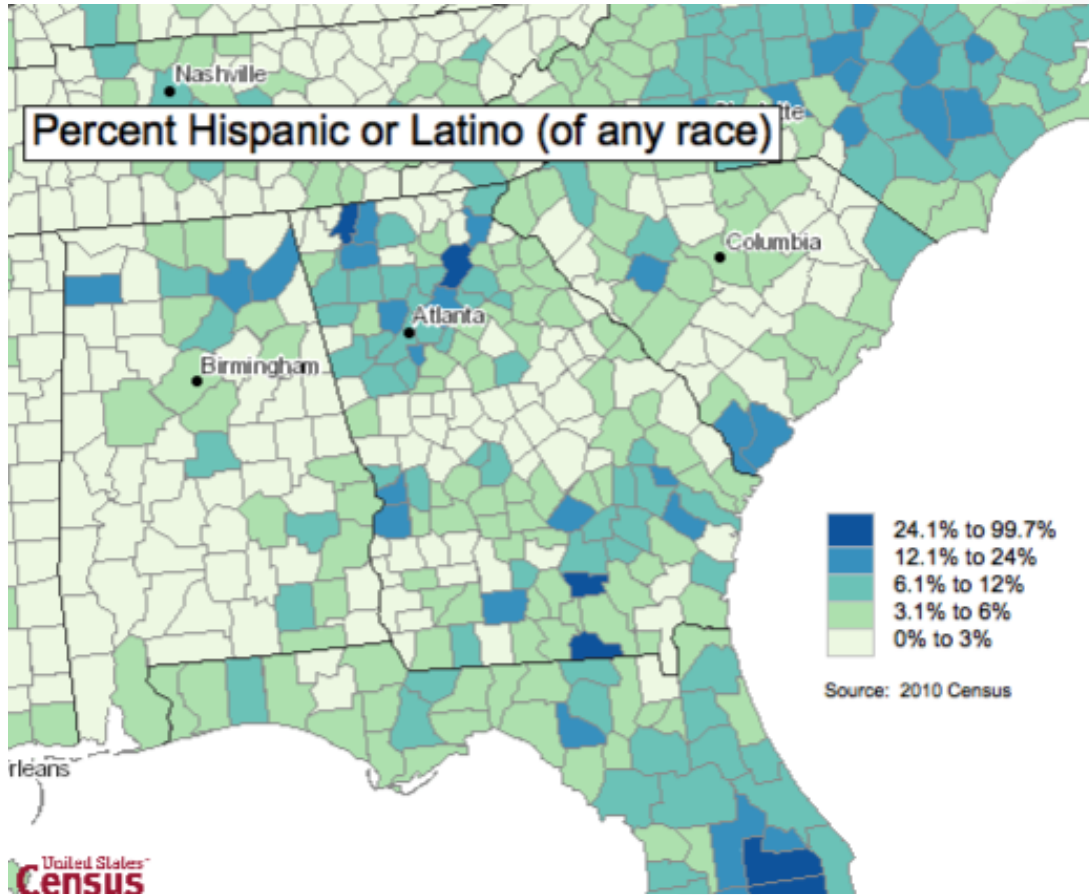 Nashville
Percent Hispanic or Latino (of any race)
Columbia
Atlanta
Birmingham
24.1% to 99.7%
12.1% to 24%
6.1% to 12%
3.1% to 6%
0% to 3%
Source: 2010 Census
rleans
United States™
Census